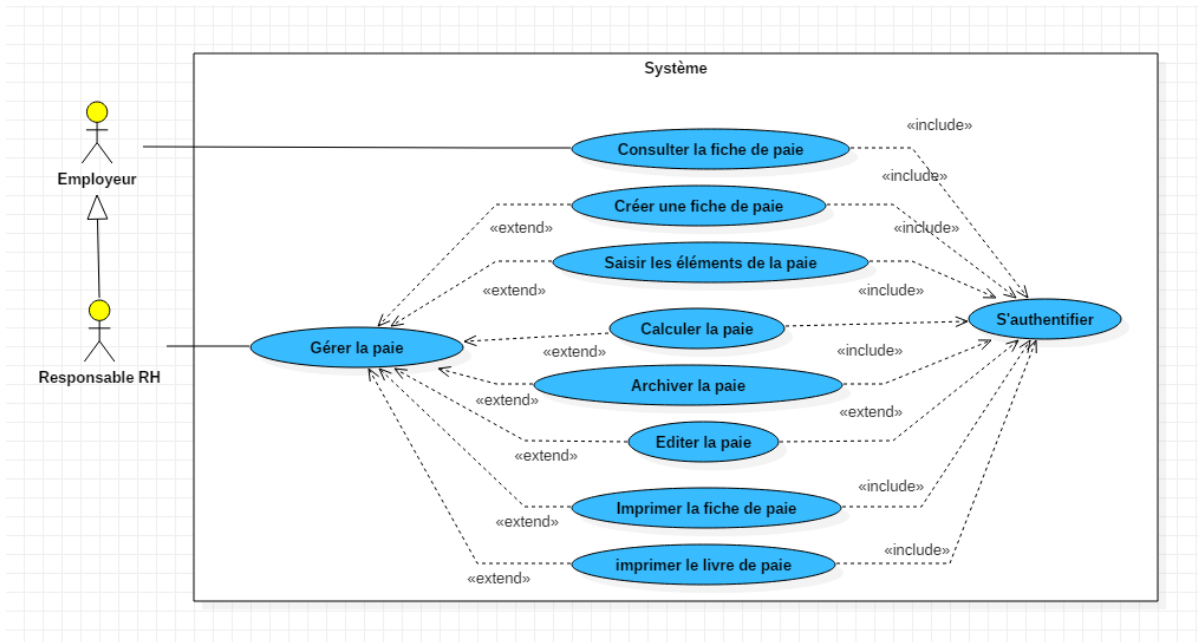 Système
«include»
Consulter la fiche de paie
Employeur
«include»
Créer une fiche de paie
«extend»
«include»
Saisir les éléments de la paie
«extend»
«include»
S'authentifier
Calculer la paie
Gérer la paie
«extend»
«include»
Responsable RH
Archiver la paie
«extend»
«extend»
Editer la paie
«extend»
«include»
Imprimer la fiche de paie
«extend»
«include»
imprimer le livre de paie
«extend»